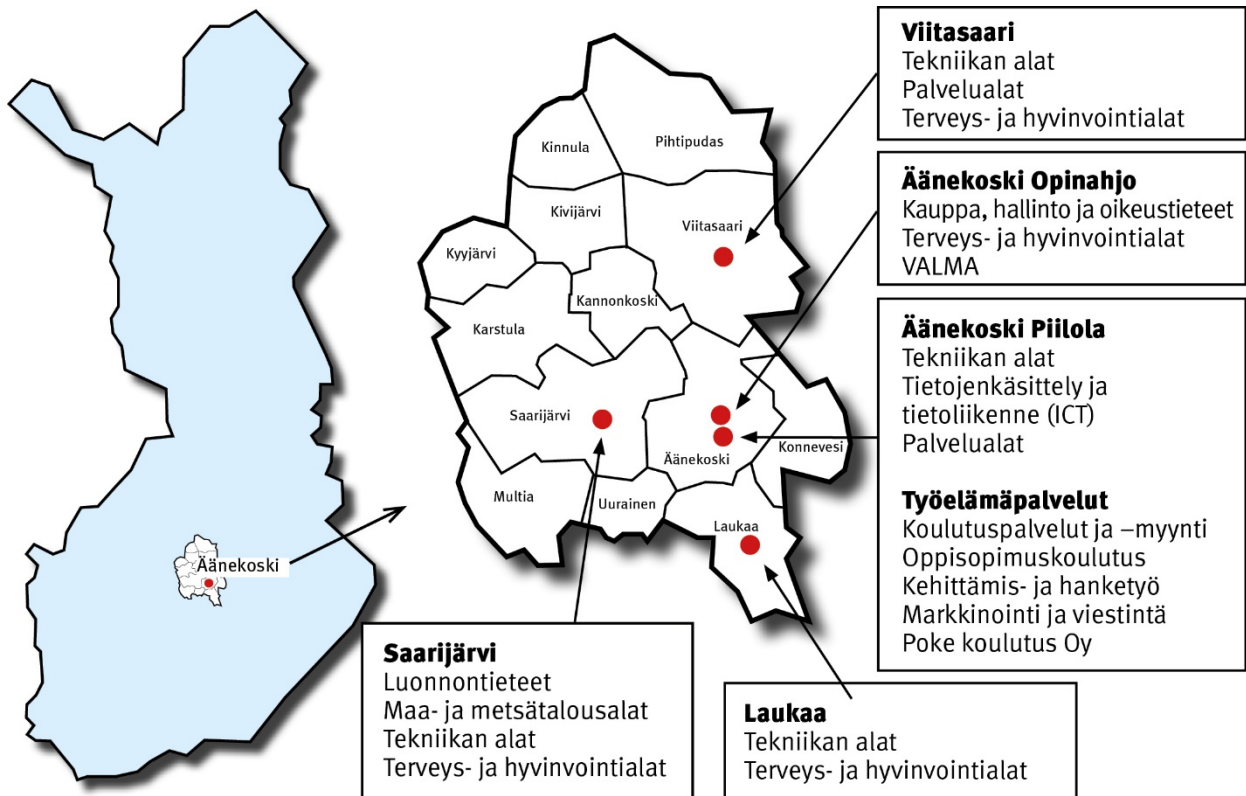 Äänekoski
Kinnula
Pihtipudas
Kivijärvi
Viitasaari
Kyyjärvi
Kannonkoski
Karstula
Saarijärvi
Äänekoski
Konnevesi
Multia
Uurainen
Laukaa
Viitasaari
Tekniikan alat
Palvelualat
Terveys- ja hyvinvointialat
Äänekoski Opinahjo
Kauppa, hallinto ja oikeustieteet
Terveys- ja hyvinvointialat
VALMA
Äänekoski Piilola
Tekniikan alat
Tietojenkäsittely ja
tietoliikenne (ICT)
Palvelualat
Työelämäpalvelut
Koulutuspalvelut ja –myynti
Oppisopimuskoulutus
Kehittämis- ja hanketyö
Markkinointi ja viestintä
Poke koulutus Oy
Saarijärvi
Luonnontieteet
Maa- ja metsätalousalat
Tekniikan alat
Terveys- ja hyvinvointialat
Laukaa
Tekniikan alat
Terveys- ja hyvinvointialat